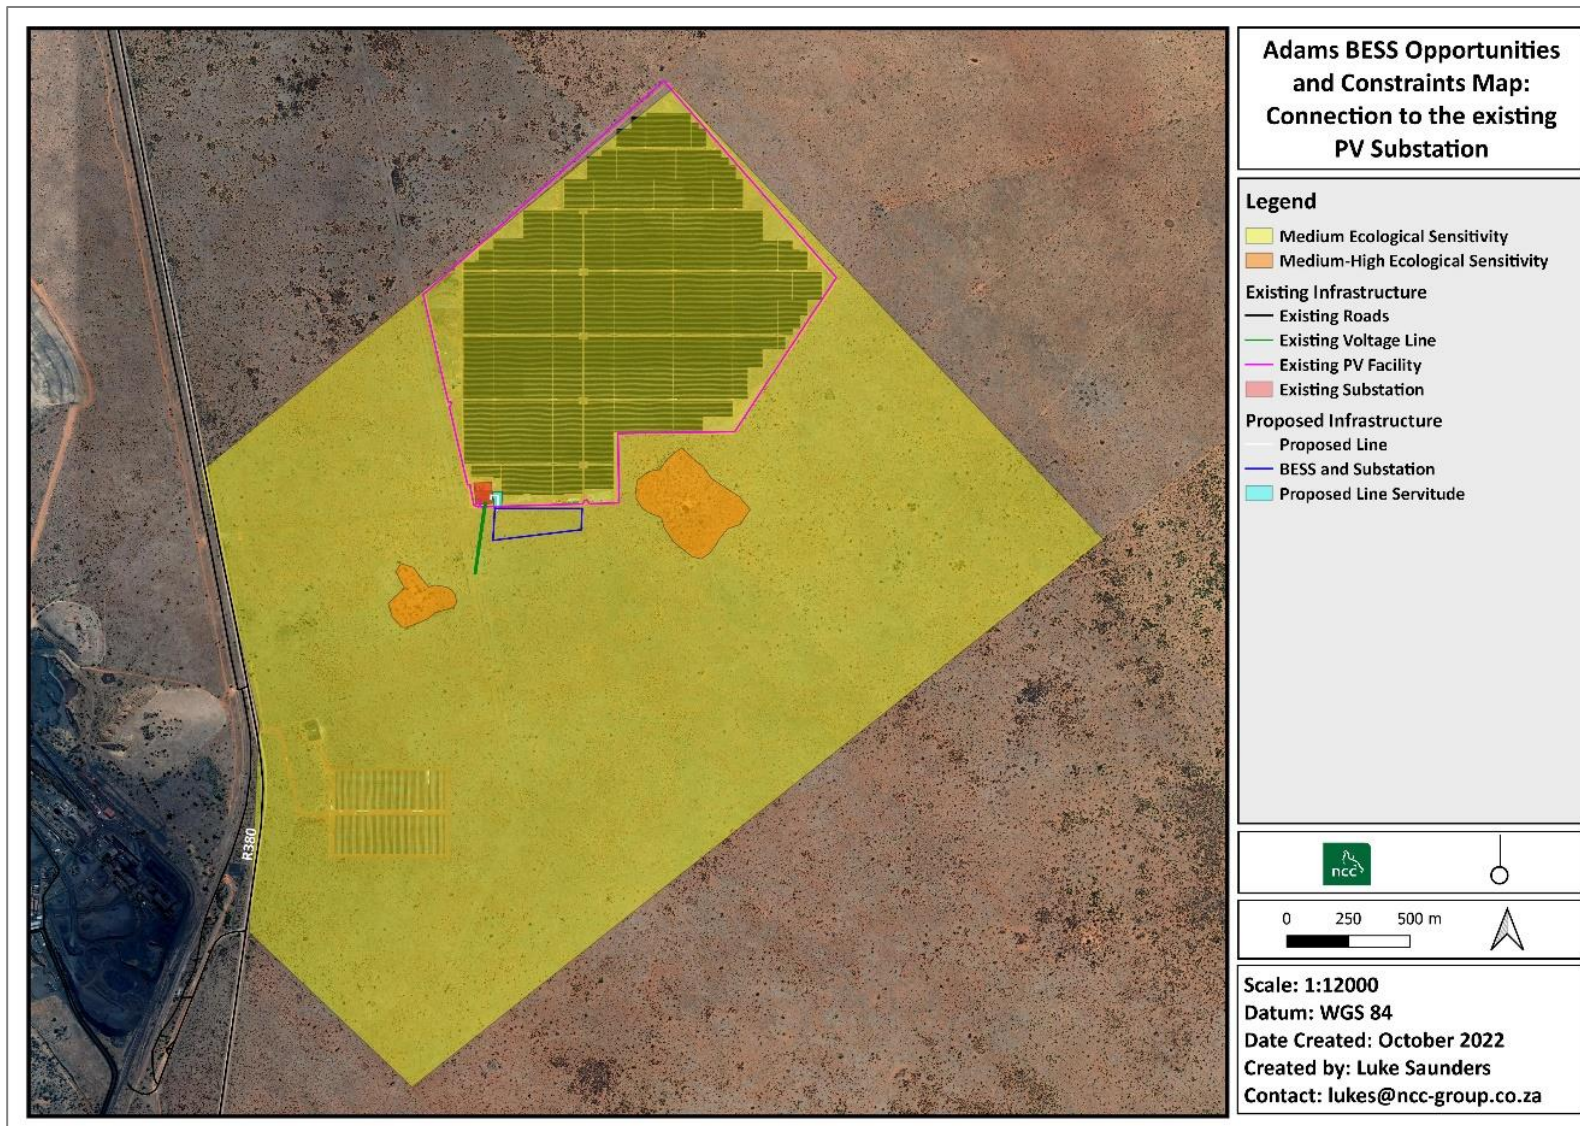 Adams BESS Opportunities
and Constraints Map:
Connection to the existing
PV Substation
Legend
Medium Ecological Sensitivity
Medium-High Ecological Sensitivity
Existing Infrastructure
Existing Roads
Existing Voltage Line
Existing PV Facility
Existing Substation
Proposed Infrastructure
Proposed Line
BESS and Substation
Proposed Line Servitude
R380
ncc
0 250 500 m
Scale: 1:12000
Datum: WGS 84
Date Created: October 2022
Created by: Luke Saunders
Contact: lukes@ncc-group.co.za